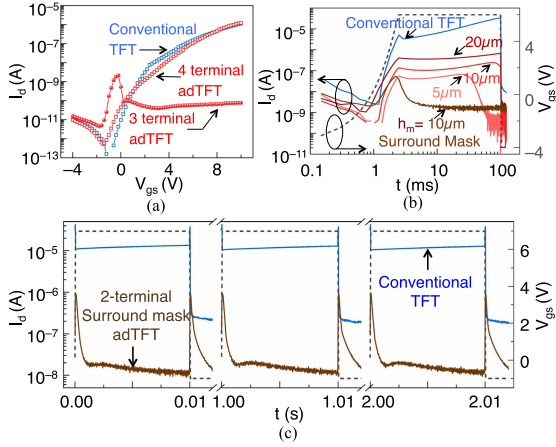 10⁻⁵
10⁻⁷
10⁻⁹
10⁻¹¹
10⁻¹³
I_d (A)
Conventional
TFT
4 terminal
adTFT
3 terminal
adTFT
-4
0
4
8
V_gs (V)
(a)
10⁻⁵
10⁻⁷
10⁻⁹
10⁻¹¹
I_d (A)
Conventional TFT
20μm
10μm
5μm
h_m= 10μm
Surround Mask
6
4
0
−4
V_gs (V)
0.1
1
10
100
t (ms)
(b)
10⁻⁵
10⁻⁶
10⁻⁷
10⁻⁸
I_d (A)
2-terminal
Surround mask
adTFT
Conventional
TFT
6
4
2
0
V_gs (V)
0.00
0.01
1.00
1.01
2.00
2.01
t (s)
(c)